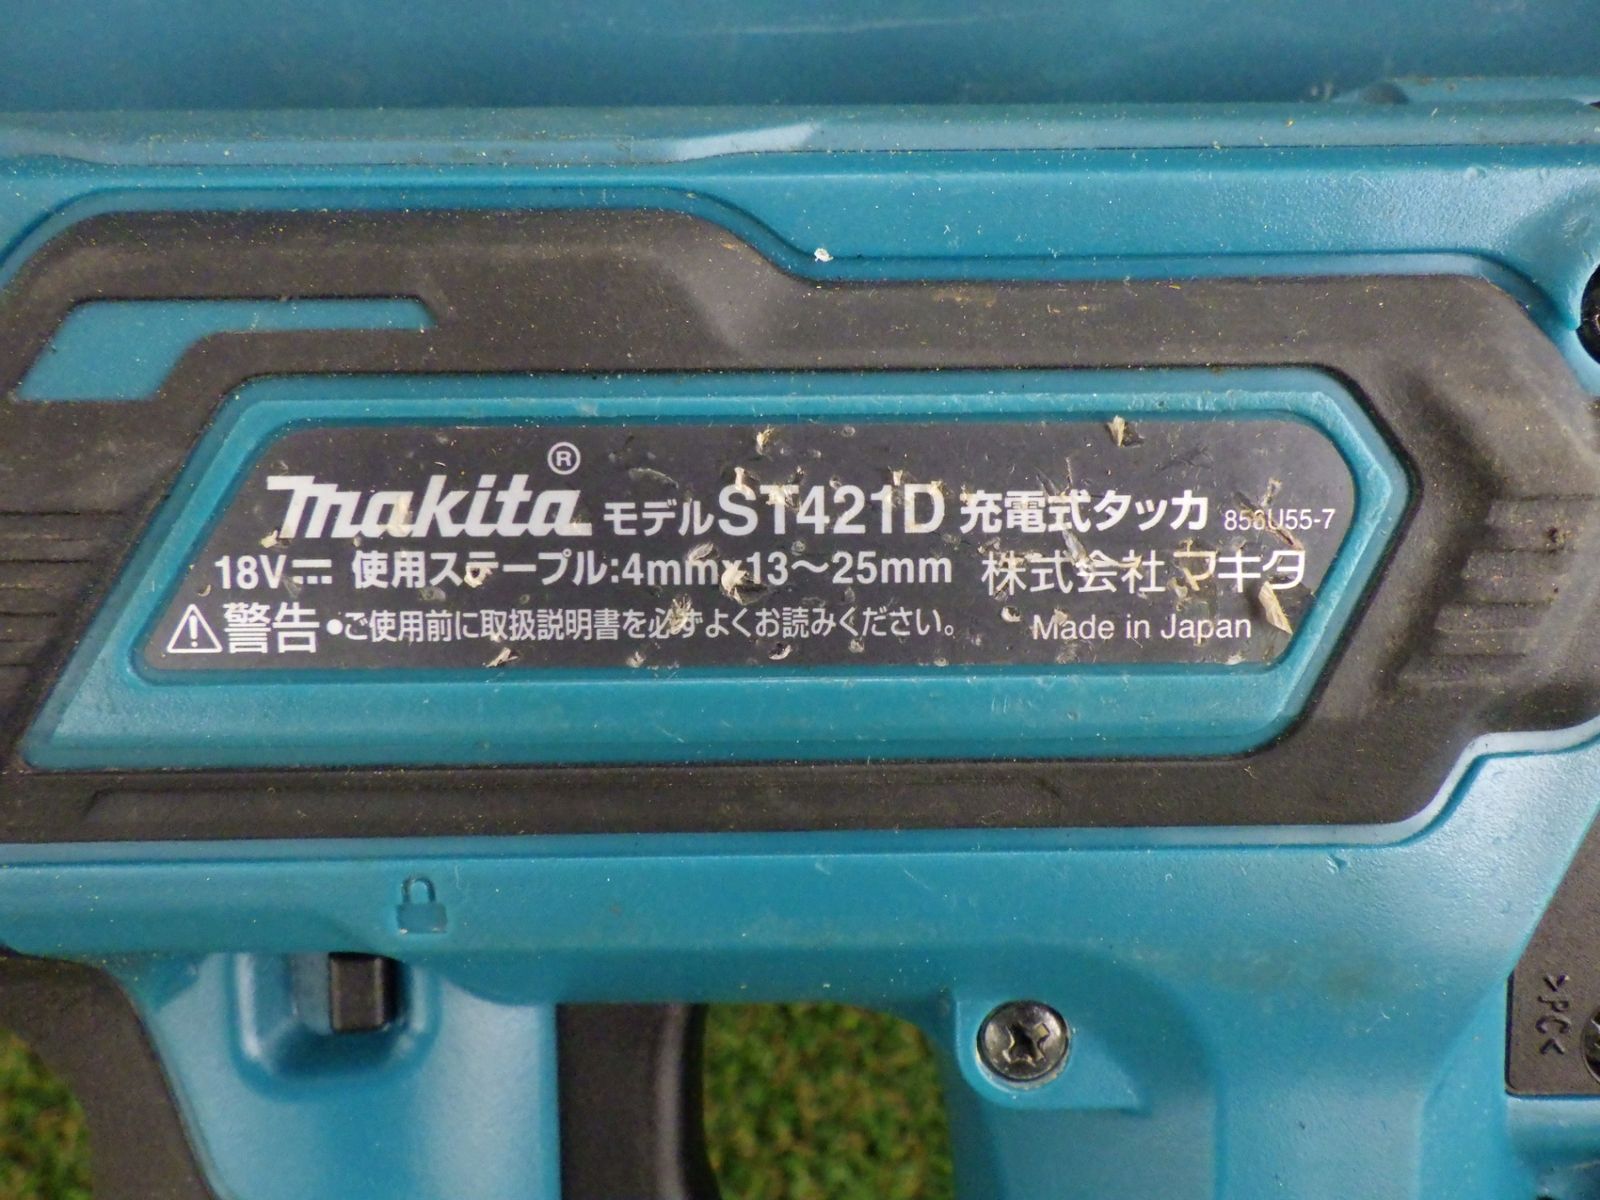 makita® モデルST421D 充電式タッカ 856U55-7
18V⎓ 使用ステープル:4mm×13～25mm 株式会社マキタ
⚠警告 •ご使用前に取扱説明書を必ずよくお読みください。 Made in Japan
>PC<